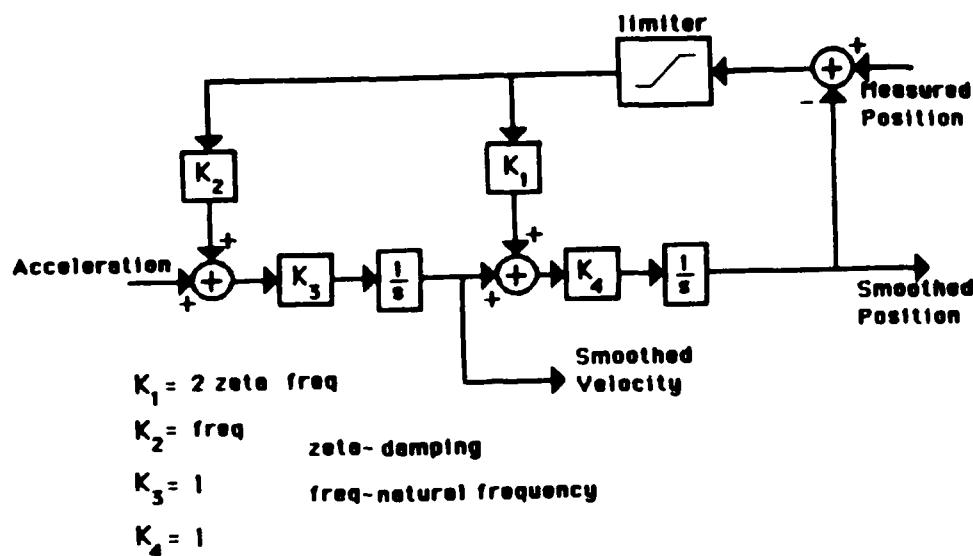 limiter
+
+
Measured
Position
-
K2
K1
+
+
Acceleration
+
+
K3
1/s
+
+
K4
1/s
Smoothed
Position
Smoothed
Velocity
K1 = 2 zeta freq
K2 = freq
zeta- damping
K3 = 1
freq-natural frequency
K4 = 1